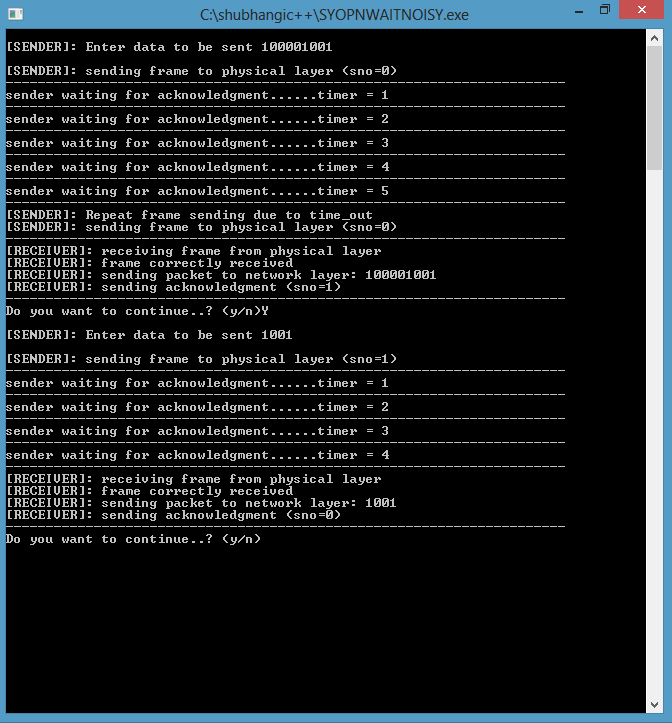 C:\shubhangic++\SYOPNWAITNOISY.exe
[SENDER]: Enter data to be sent 100001001
[SENDER]: sending frame to physical layer (sno=0)
sender waiting for acknowledgment......timer = 1
sender waiting for acknowledgment......timer = 2
sender waiting for acknowledgment......timer = 3
sender waiting for acknowledgment......timer = 4
sender waiting for acknowledgment......timer = 5
[SENDER]: Repeat frame sending due to time_out
[SENDER]: sending frame to physical layer (sno=0)
[RECEIVER]: receiving frame from physical layer
[RECEIVER]: frame correctly received
[RECEIVER]: sending packet to network layer: 100001001
[RECEIVER]: sending acknowledgment (sno=1)
Do you want to continue..? (y/n)Y
[SENDER]: Enter data to be sent 1001
[SENDER]: sending frame to physical layer (sno=1)
sender waiting for acknowledgment......timer = 1
sender waiting for acknowledgment......timer = 2
sender waiting for acknowledgment......timer = 3
sender waiting for acknowledgment......timer = 4
[RECEIVER]: receiving frame from physical layer
[RECEIVER]: frame correctly received
[RECEIVER]: sending packet to network layer: 1001
[RECEIVER]: sending acknowledgment (sno=0)
Do you want to continue..? (y/n)